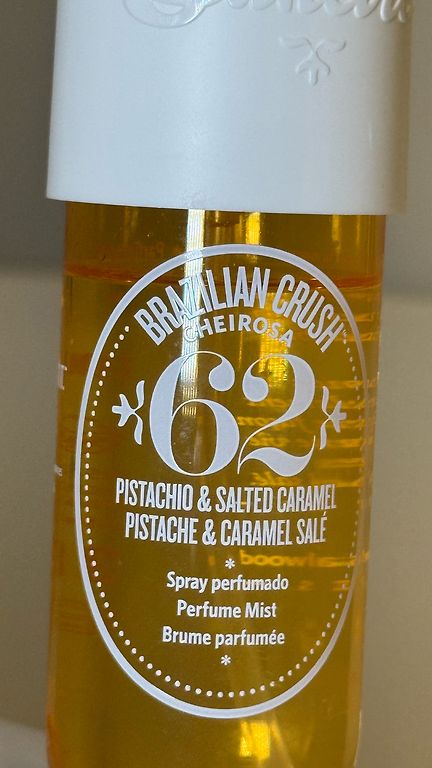 BRAZILIAN CRUSH
CHEIROSA
62
PISTACHIO & SALTED CARAMEL
PISTACHE & CARAMEL SALÉ
*
Spray perfumado
Perfume Mist
Brume parfumée
*